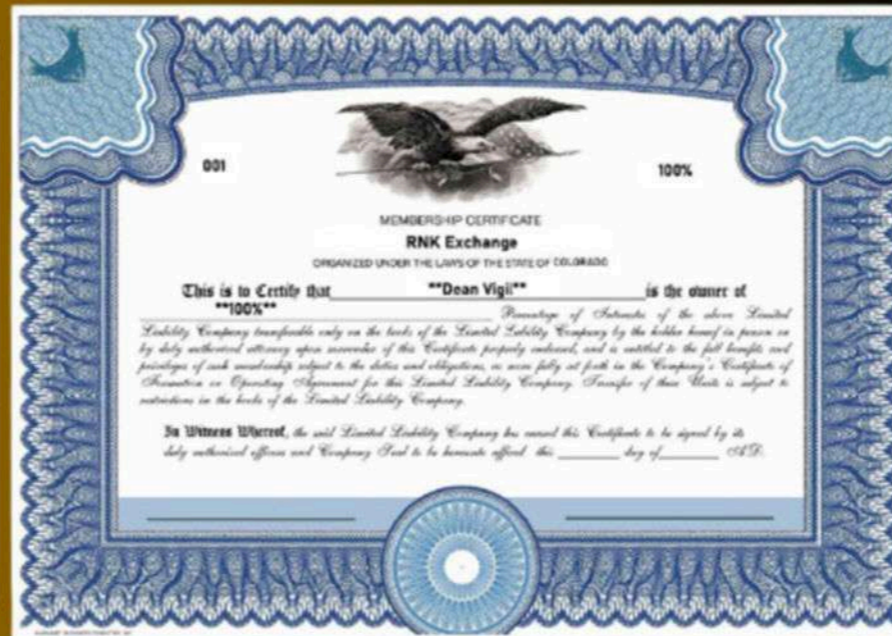 001
100%
MEMBERSHIP CERTIFICATE
RNK Exchange
ORGANIZED UNDER THE LAWS OF THE STATE OF COLORADO
This is to Certify that **Dean Vigil** is the owner of
**100%** Percentage of Interests of the above Limited
Liability Company transferable only on the books of the Limited Liability Company by the holder hereof in person or
by duly authorized attorney upon surrender of this Certificate properly endorsed, and is entitled to the full benefits and
privileges of such membership subject to the duties and obligations, as more fully set forth in the Company's Certificate of
Formation or Operating Agreement for this Limited Liability Company. Transfer of these Units is subject to
restrictions in the books of the Limited Liability Company.
In Witness Whereof, the said Limited Liability Company has caused this Certificate to be signed by its
duly authorized officers and Company Seal to be hereunto affixed this ________ day of ________ A.D.